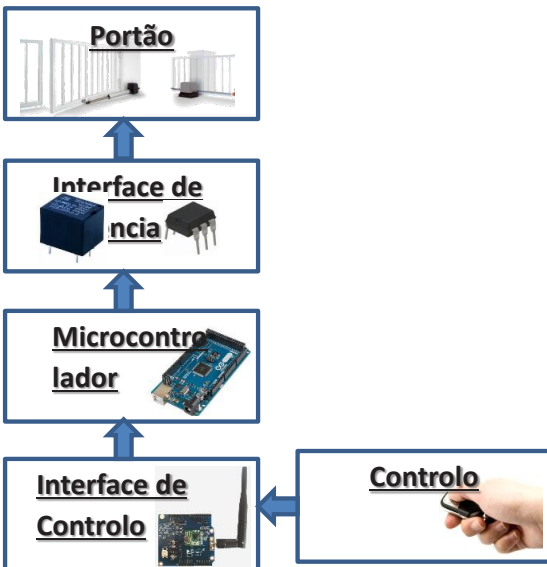 Portão
Interface de
ncia
Microcontro
lador
Interface de
Controlo
Controlo